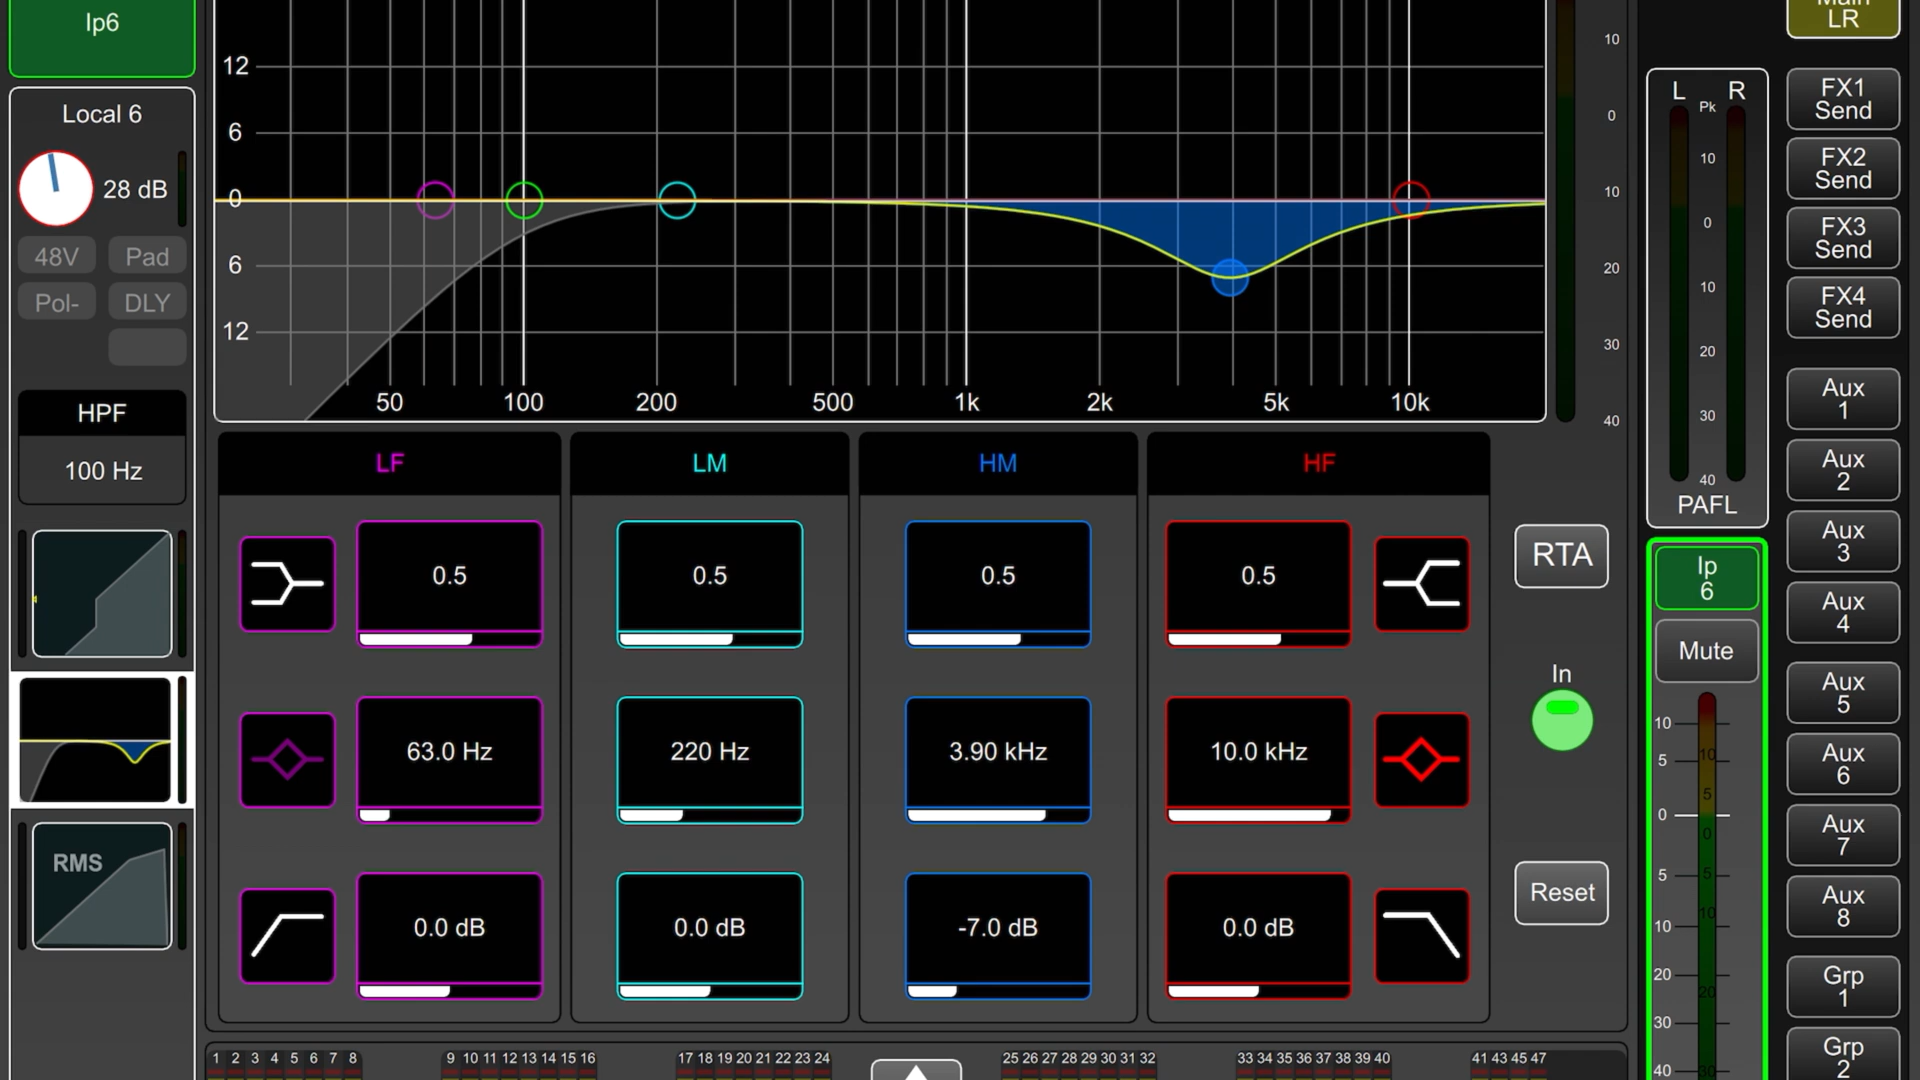 Ip6
Local 6
28 dB
48V Pad
Pol- DLY
HPF
100 Hz
RMS
12
6
0
6
12
50 100 200 500 1k 2k 5k 10k
10
0
10
20
30
40
LF LM HM HF
0.5 0.5 0.5 0.5
63.0 Hz 220 Hz 3.90 kHz 10.0 kHz
0.0 dB 0.0 dB -7.0 dB 0.0 dB
RTA
In
Reset
L R
Pk
10
0
10
20
30
40
PAFL
Ip
6
Mute
10
5
0
5
10
20
30
40
10
5
0
5
10
20
30
Main
LR
FX1
Send
FX2
Send
FX3
Send
FX4
Send
Aux
1
Aux
2
Aux
3
Aux
4
Aux
5
Aux
6
Aux
7
Aux
8
Grp
1
Grp
2
1 2 3 4 5 6 7 8 9 10 11 12 13 14 15 16 17 18 19 20 21 22 23 24 25 26 27 28 29 30 31 32 33 34 35 36 37 38 39 40 41 43 45 47